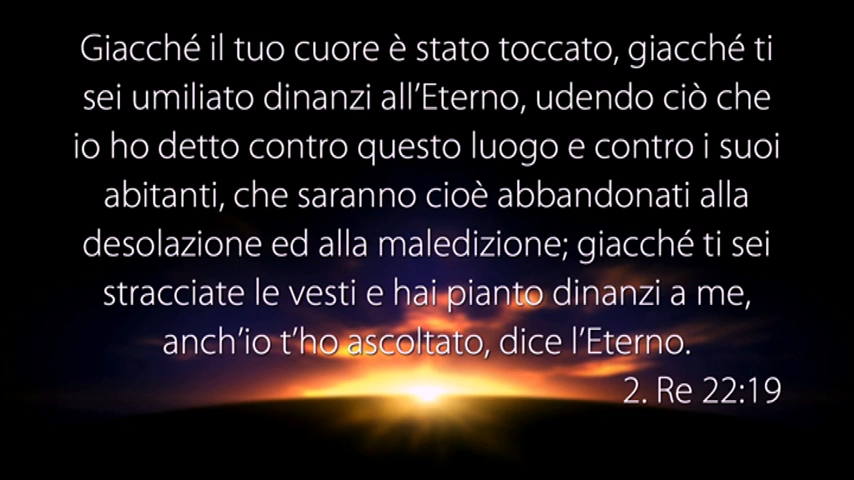 Giacché il tuo cuore è stato toccato, giacché ti
sei umiliato dinanzi all’Eterno, udendo ciò che
io ho detto contro questo luogo e contro i suoi
abitanti, che saranno cioè abbandonati alla
desolazione ed alla maledizione; giacché ti sei
stracciate le vesti e hai pianto dinanzi a me,
anch’io t’ho ascoltato, dice l’Eterno.
2. Re 22:19